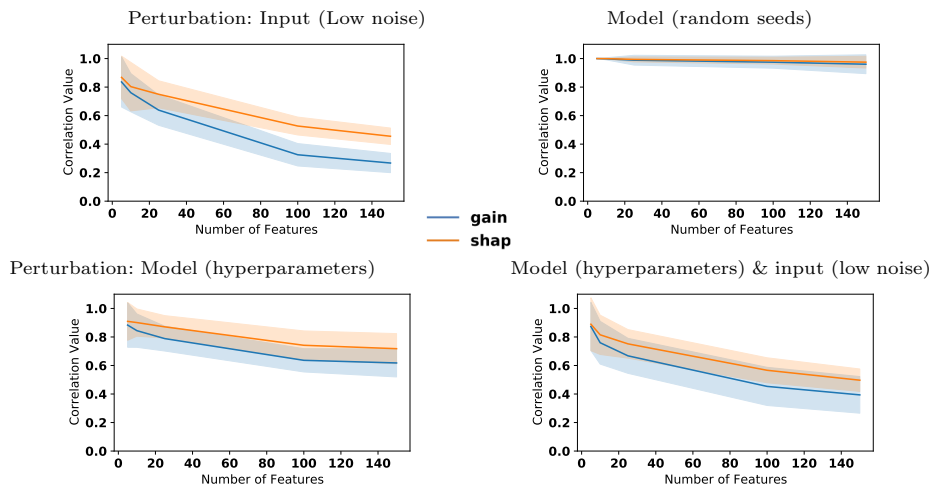 Perturbation: Input (Low noise)
Model (random seeds)
Correlation Value
1.0
0.8
0.6
0.4
0.2
0.0
0 20 40 60 80 100 120 140
Number of Features
Correlation Value
1.0
0.8
0.6
0.4
0.2
0.0
0 20 40 60 80 100 120 140
Number of Features
gain
shap
Perturbation: Model (hyperparameters)
Model (hyperparameters) & input (low noise)
Correlation Value
1.0
0.8
0.6
0.4
0.2
0.0
0 20 40 60 80 100 120 140
Number of Features
Correlation Value
1.0
0.8
0.6
0.4
0.2
0.0
0 20 40 60 80 100 120 140
Number of Features